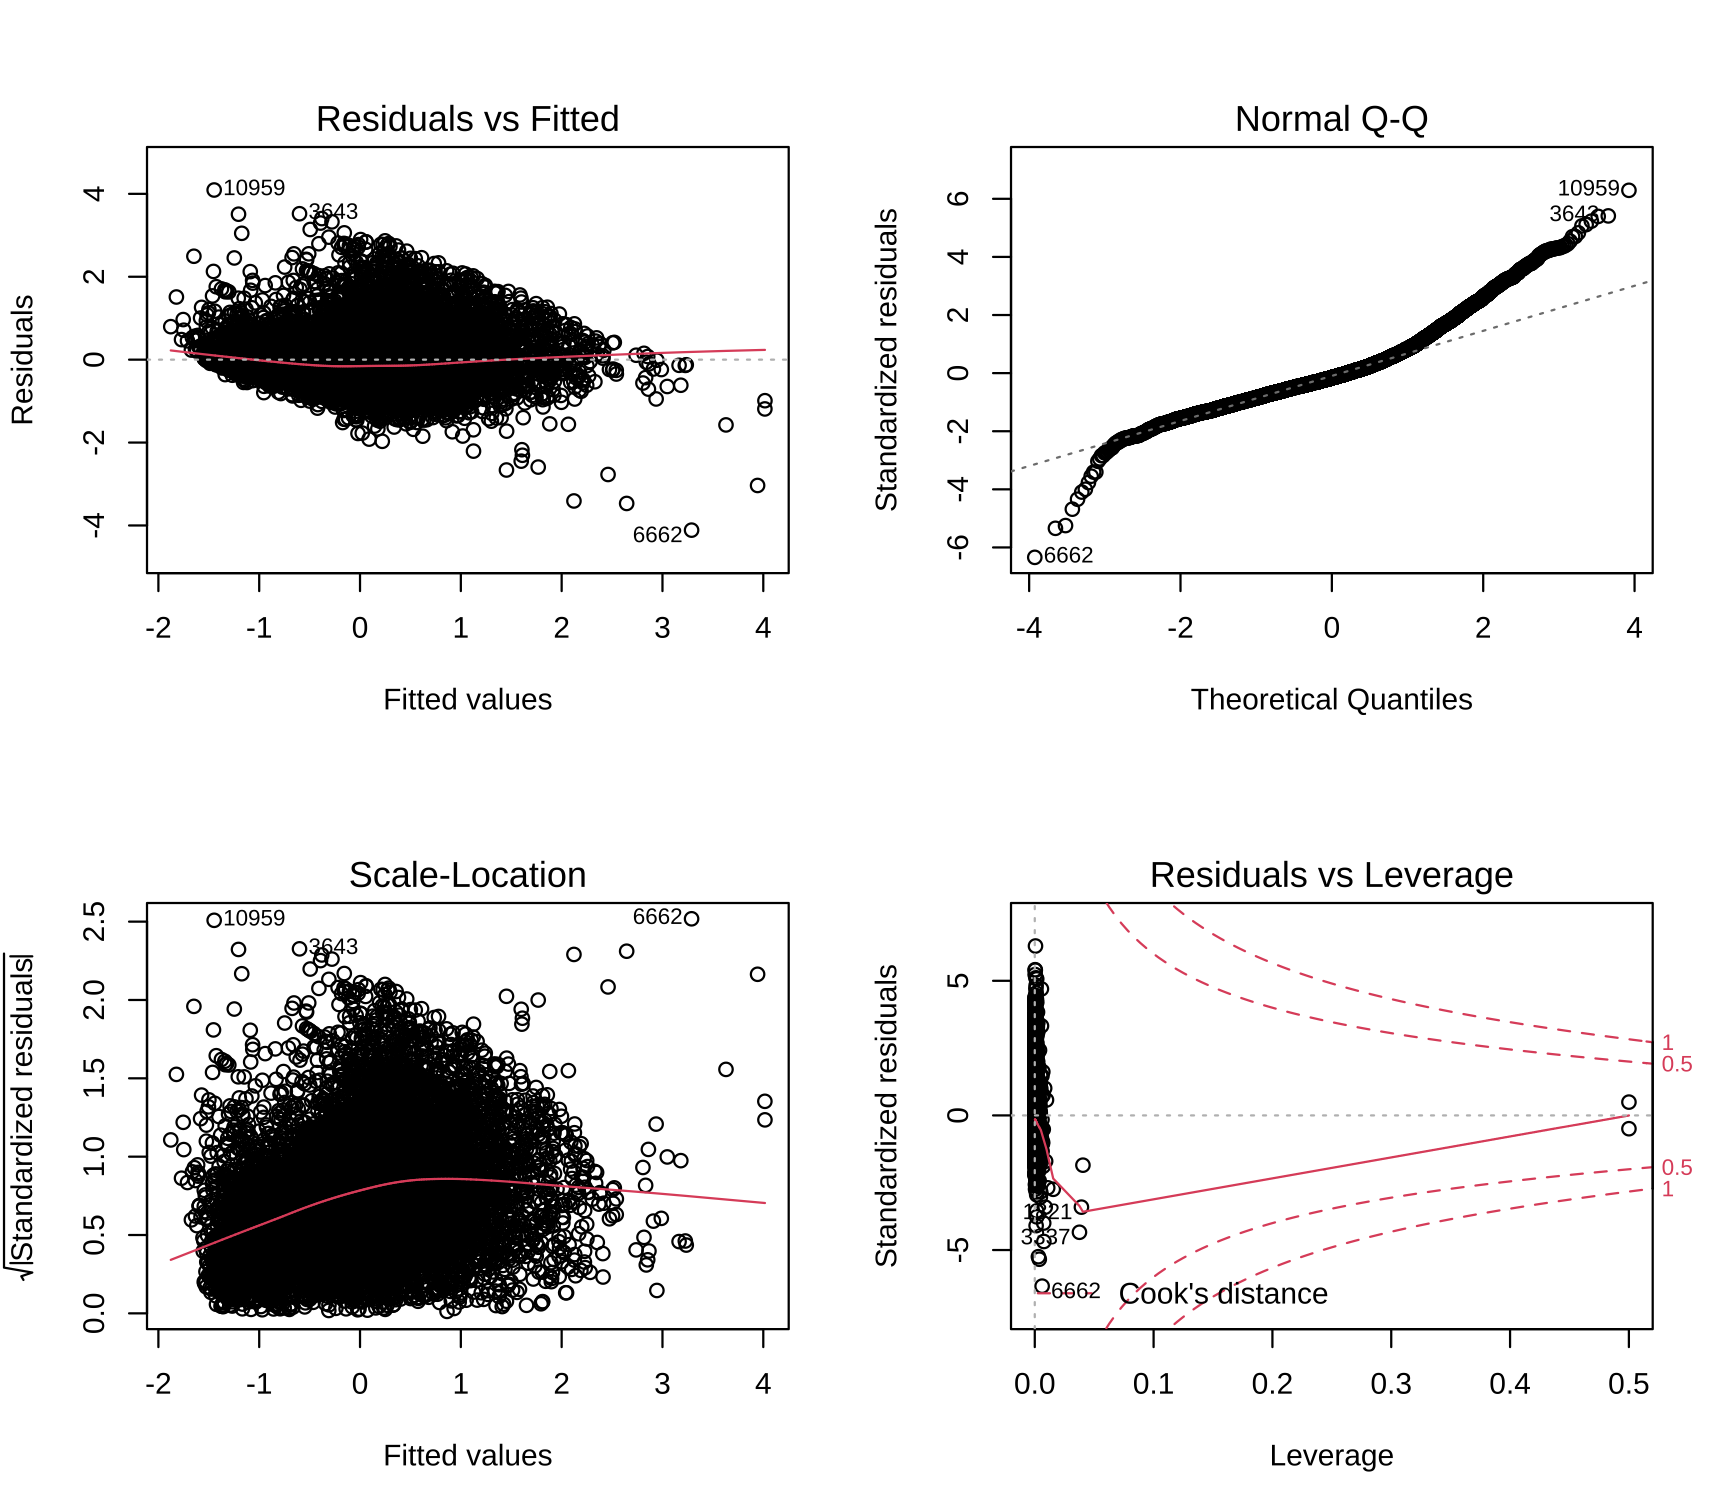 Residuals vs Fitted
Residuals
4
2
0
-2
-4
10959
3643
6662
-2 -1 0 1 2 3 4
Fitted values
Normal Q-Q
Standardized residuals
6
4
2
0
-2
-4
-6
10959
3643
6662
-4 -2 0 2 4
Theoretical Quantiles
Scale-Location
√|Standardized residuals|
2.5
2.0
1.5
1.0
0.5
0.0
10959
6662
3643
-2 -1 0 1 2 3 4
Fitted values
Residuals vs Leverage
Standardized residuals
5
0
-5
1
0.5
0.5
1
6662
Cook's distance
0.0 0.1 0.2 0.3 0.4 0.5
Leverage